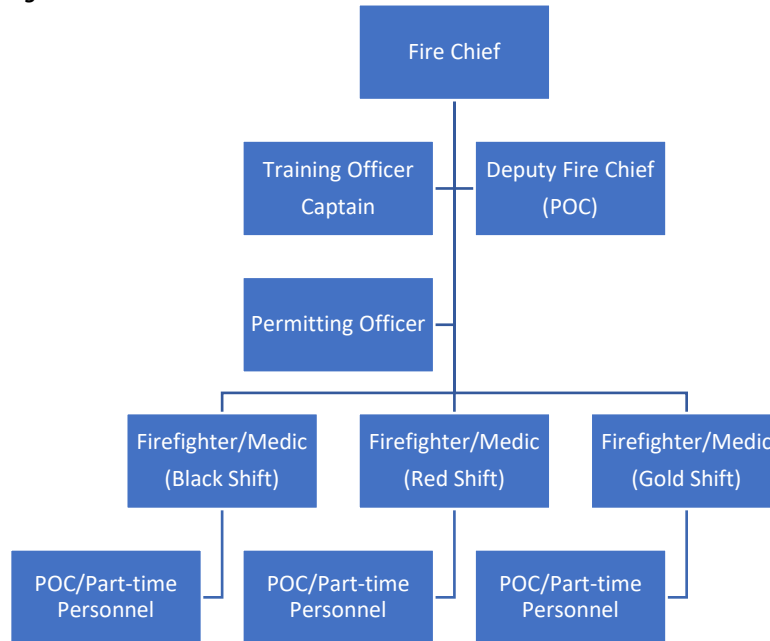 Fire Chief
Training Officer
Captain
Deputy Fire Chief
(POC)
Permitting Officer
Firefighter/Medic
(Black Shift)
Firefighter/Medic
(Red Shift)
Firefighter/Medic
(Gold Shift)
POC/Part-time
Personnel
POC/Part-time
Personnel
POC/Part-time
Personnel